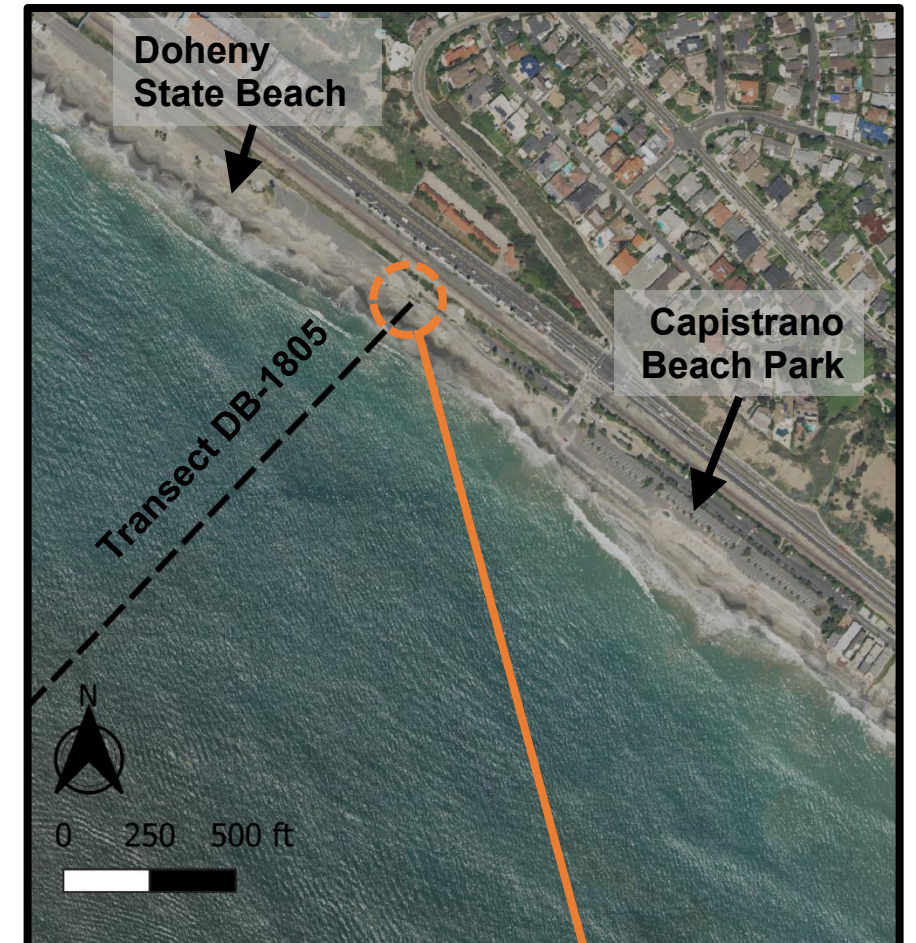 Doheny
State Beach
Capistrano
Beach Park
Transect DB-1805
N
0 250 500 ft